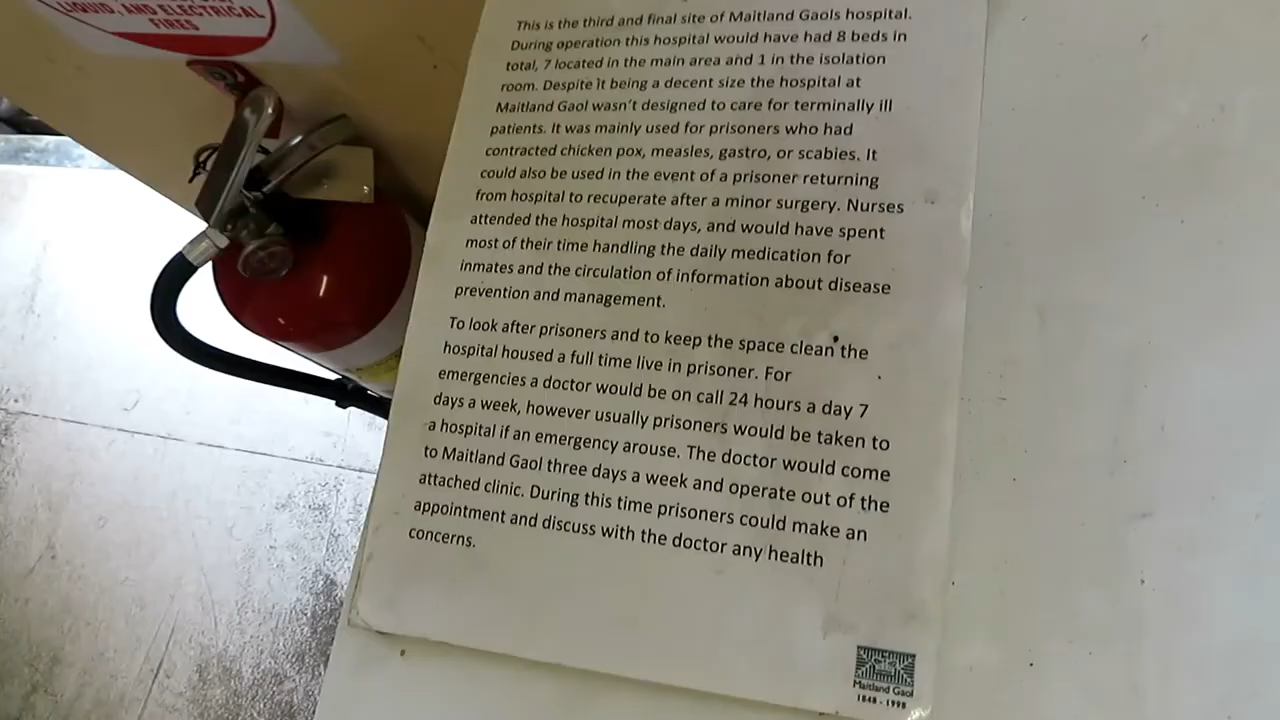 LIQUID, AND ELECTRICAL
FIRES
This is the third and final site of Maitland Gaols hospital.
During operation this hospital would have had 8 beds in
total, 7 located in the main area and 1 in the isolation
room. Despite it being a decent size the hospital at
Maitland Gaol wasn't designed to care for terminally ill
patients. It was mainly used for prisoners who had
contracted chicken pox, measles, gastro, or scabies. It
could also be used in the event of a prisoner returning
from hospital to recuperate after a minor surgery. Nurses
attended the hospital most days, and would have spent
most of their time handling the daily medication for
inmates and the circulation of information about disease
prevention and management.
To look after prisoners and to keep the space clean the
hospital housed a full time live in prisoner. For
emergencies a doctor would be on call 24 hours a day 7
days a week, however usually prisoners would be taken to
a hospital if an emergency arouse. The doctor would come
to Maitland Gaol three days a week and operate out of the
attached clinic. During this time prisoners could make an
appointment and discuss with the doctor any health
concerns.
Maitland Gaol
1848 - 1998